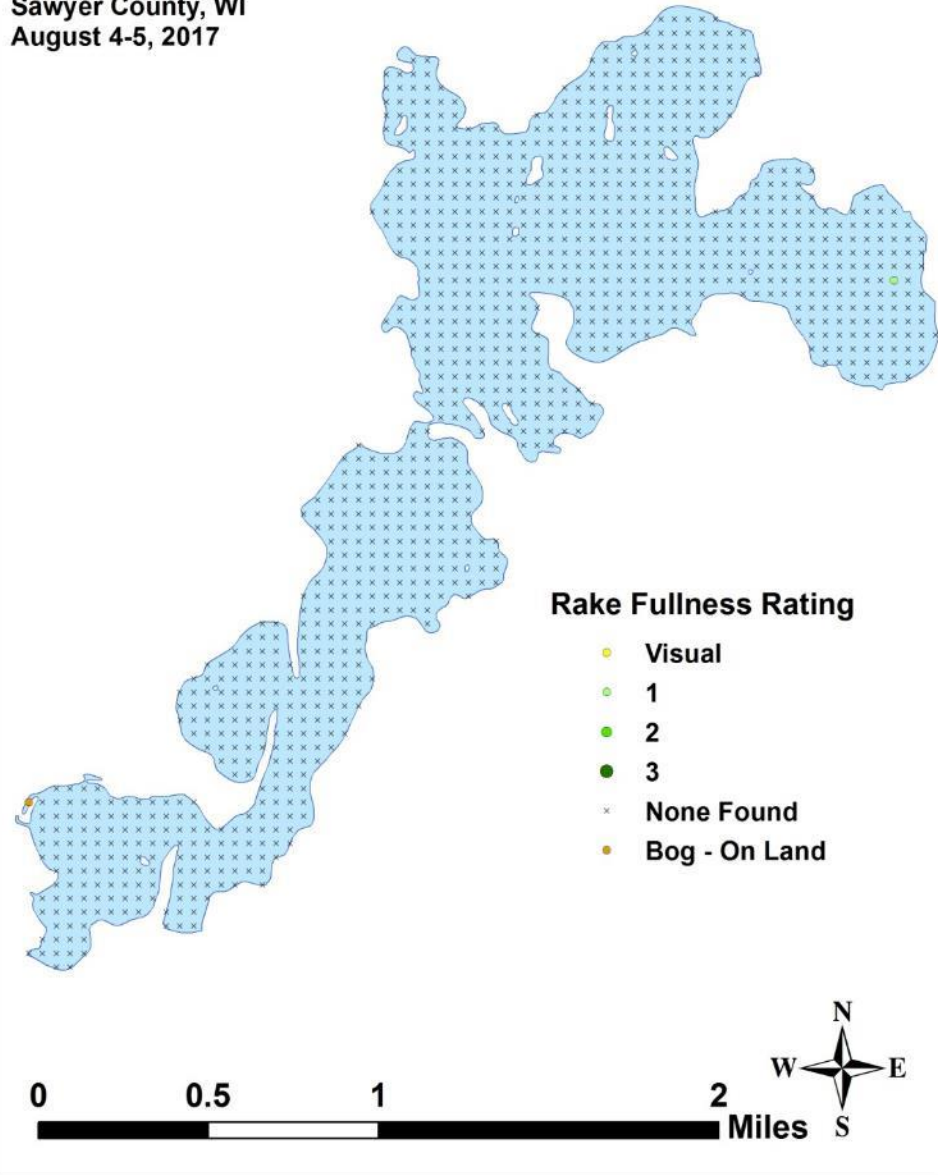 Sawyer County, WI
August 4-5, 2017
Rake Fullness Rating
Visual
1
2
3
None Found
Bog - On Land
N
W E
S
0 0.5 1 2
Miles